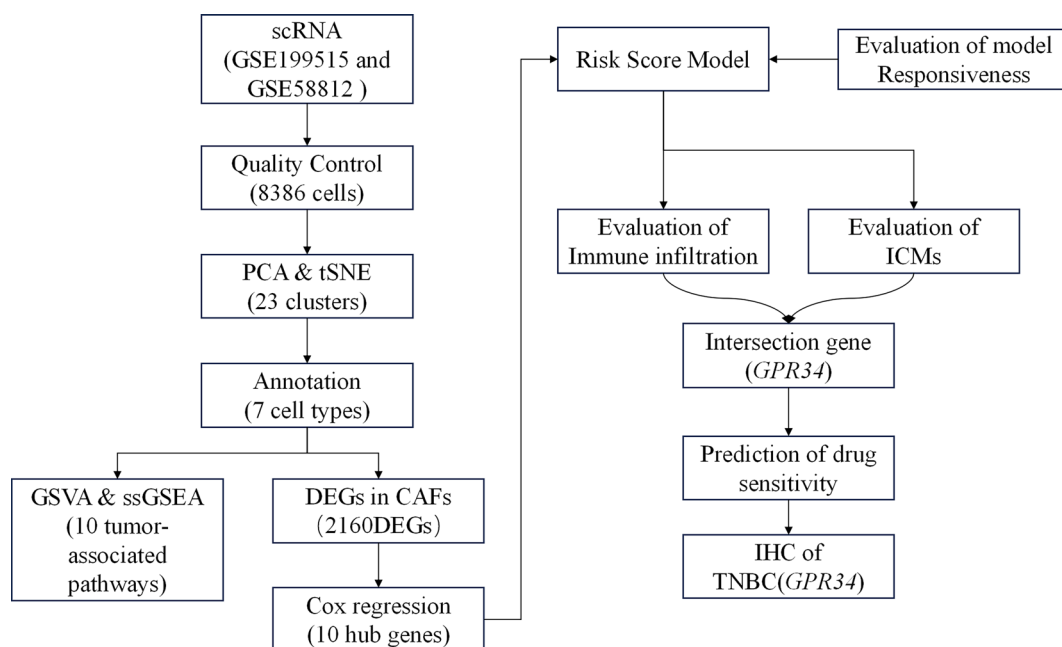 scRNA
(GSE199515 and
GSE58812 )
Quality Control
(8386 cells)
PCA & tSNE
(23 clusters)
Annotation
(7 cell types)
GSVA & ssGSEA
(10 tumor-
associated
pathways)
DEGs in CAFs
(2160DEGs)
Cox regression
(10 hub genes)
Risk Score Model
Evaluation of model
Responsiveness
Evaluation of
Immune infiltration
Evaluation of
ICMs
Intersection gene
(GPR34)
Prediction of drug
sensitivity
IHC of
TNBC(GPR34)